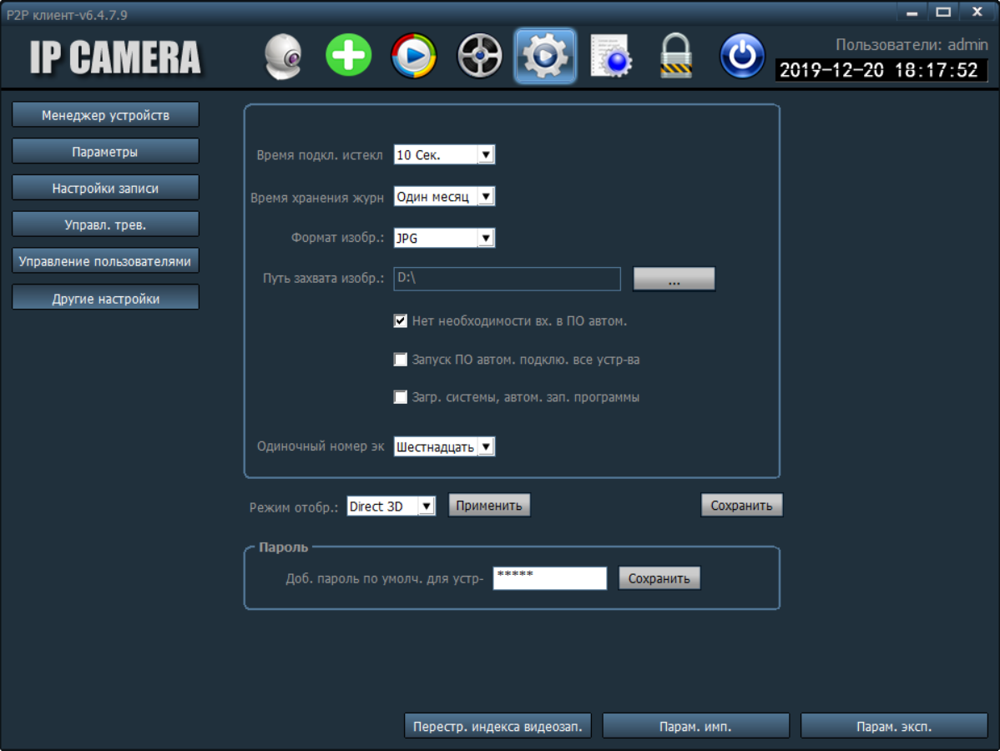 P2P клиент-v6.4.7.9
IP CAMERA
Пользователи: admin
2019-12-20 18:17:52
Менеджер устройств
Параметры
Настройки записи
Управл. трев.
Управление пользователями
Другие настройки
Время подкл. истекл 10 Сек.
Время хранения журн Один месяц
Формат изобр.: JPG
Путь захвата изобр.: D:\ ...
Нет необходимости вх. в ПО автом.
Запуск ПО автом. подклю. все устр-ва
Загр. системы, автом. зап. программы
Одиночный номер эк Шестнадцать
Режим отобр.: Direct 3D Применить Сохранить
Пароль
Доб. пароль по умолч. для устр- ***** Сохранить
Перестр. индекса видеозап. Парам. имп. Парам. эксп.